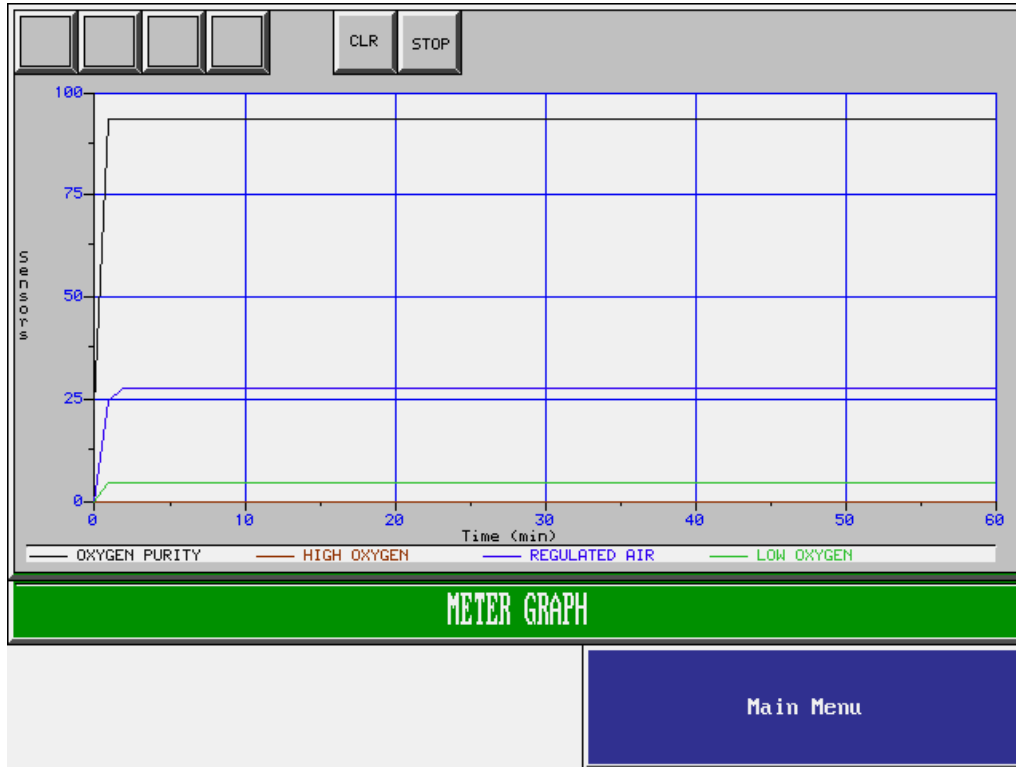 CLR STOP
100
75
50
25
0
Sensors
0 10 20 30 40 50 60
Time (min)
OXYGEN PURITY HIGH OXYGEN REGULATED AIR LOW OXYGEN
METER GRAPH
Main Menu